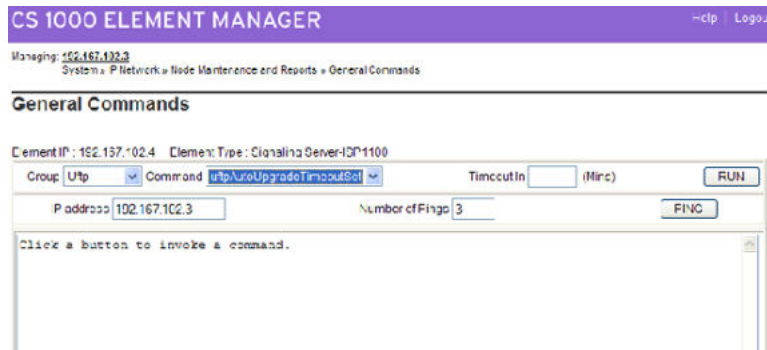 CS 1000 ELEMENT MANAGER
Help | Logou
Managing: 192.167.102.3
System » IP Network » Node Maintenance and Reports » General Commands
General Commands
Element IP : 192.167.102.4 Element Type : Signaling Server-ISP1100
Group Uftp Command uftpAutoUpgradeTimeoutSet Timeout In (Mins) RUN
IP address 192.167.102.3 Number of Pings 3 PING
Click a button to invoke a command.